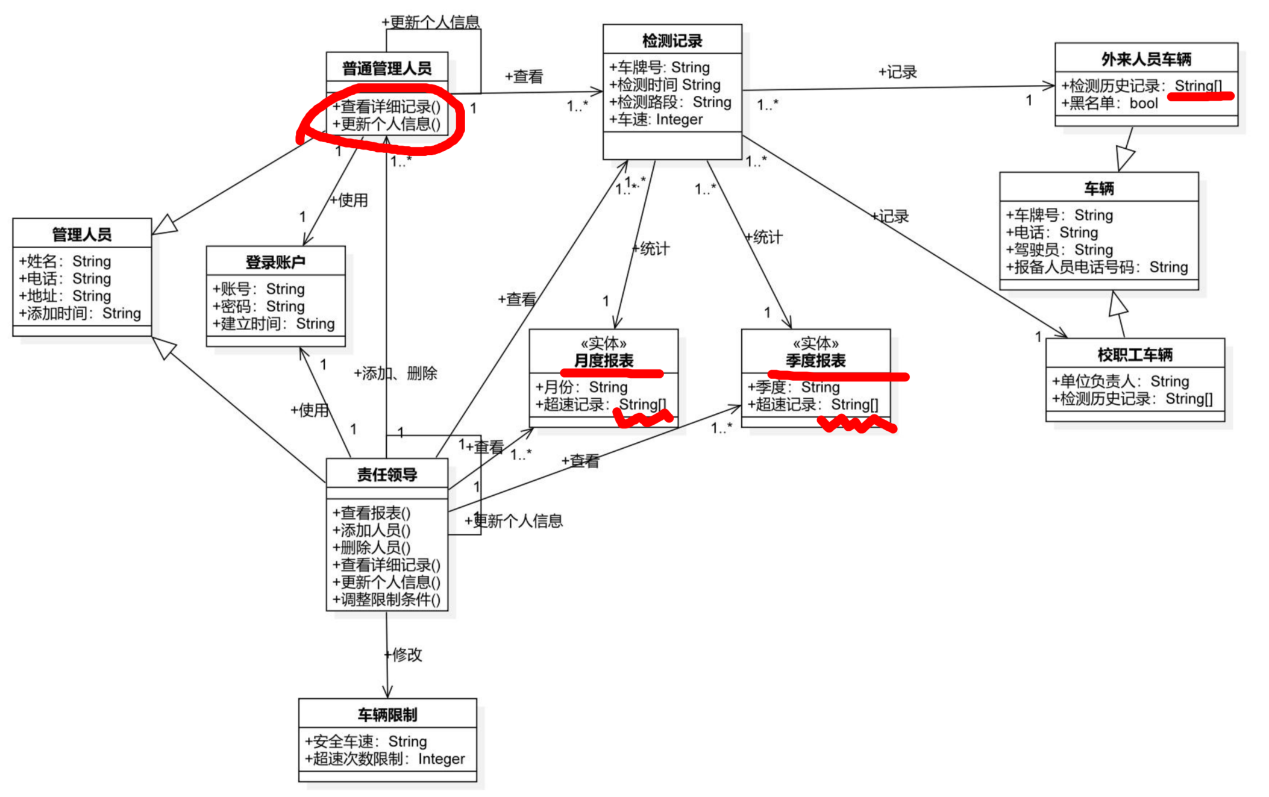 +更新个人信息
普通管理人员
+查看详细记录()
+更新个人信息()
1
+查看
1..*
检测记录
+车牌号: String
+检测时间 String
+检测路段：String
+车速: Integer
+记录
1..*
1
外来人员车辆
+检测历史记录：String[]
+黑名单：bool
1
1..*
+使用
1
1..*
1..*
1..*
1..*
+记录
1
车辆
+车牌号：String
+电话：String
+驾驶员：String
+报备人员电话号码：String
管理人员
+姓名：String
+电话：String
+地址：String
+添加时间：String
登录账户
+账号：String
+密码：String
+建立时间：String
+统计
+统计
1
1
+查看
«实体»
月度报表
+月份：String
+超速记录：String[]
«实体»
季度报表
+季度：String
+超速记录：String[]
校职工车辆
+单位负责人：String
+检测历史记录：String[]
1
+使用
1
+添加、删除
1
1
+查看
1..*
+查看
1..*
1
1
+更新个人信息
责任领导
+查看报表()
+添加人员()
+删除人员()
+查看详细记录()
+更新个人信息()
+调整限制条件()
+修改
车辆限制
+安全车速：String
+超速次数限制：Integer